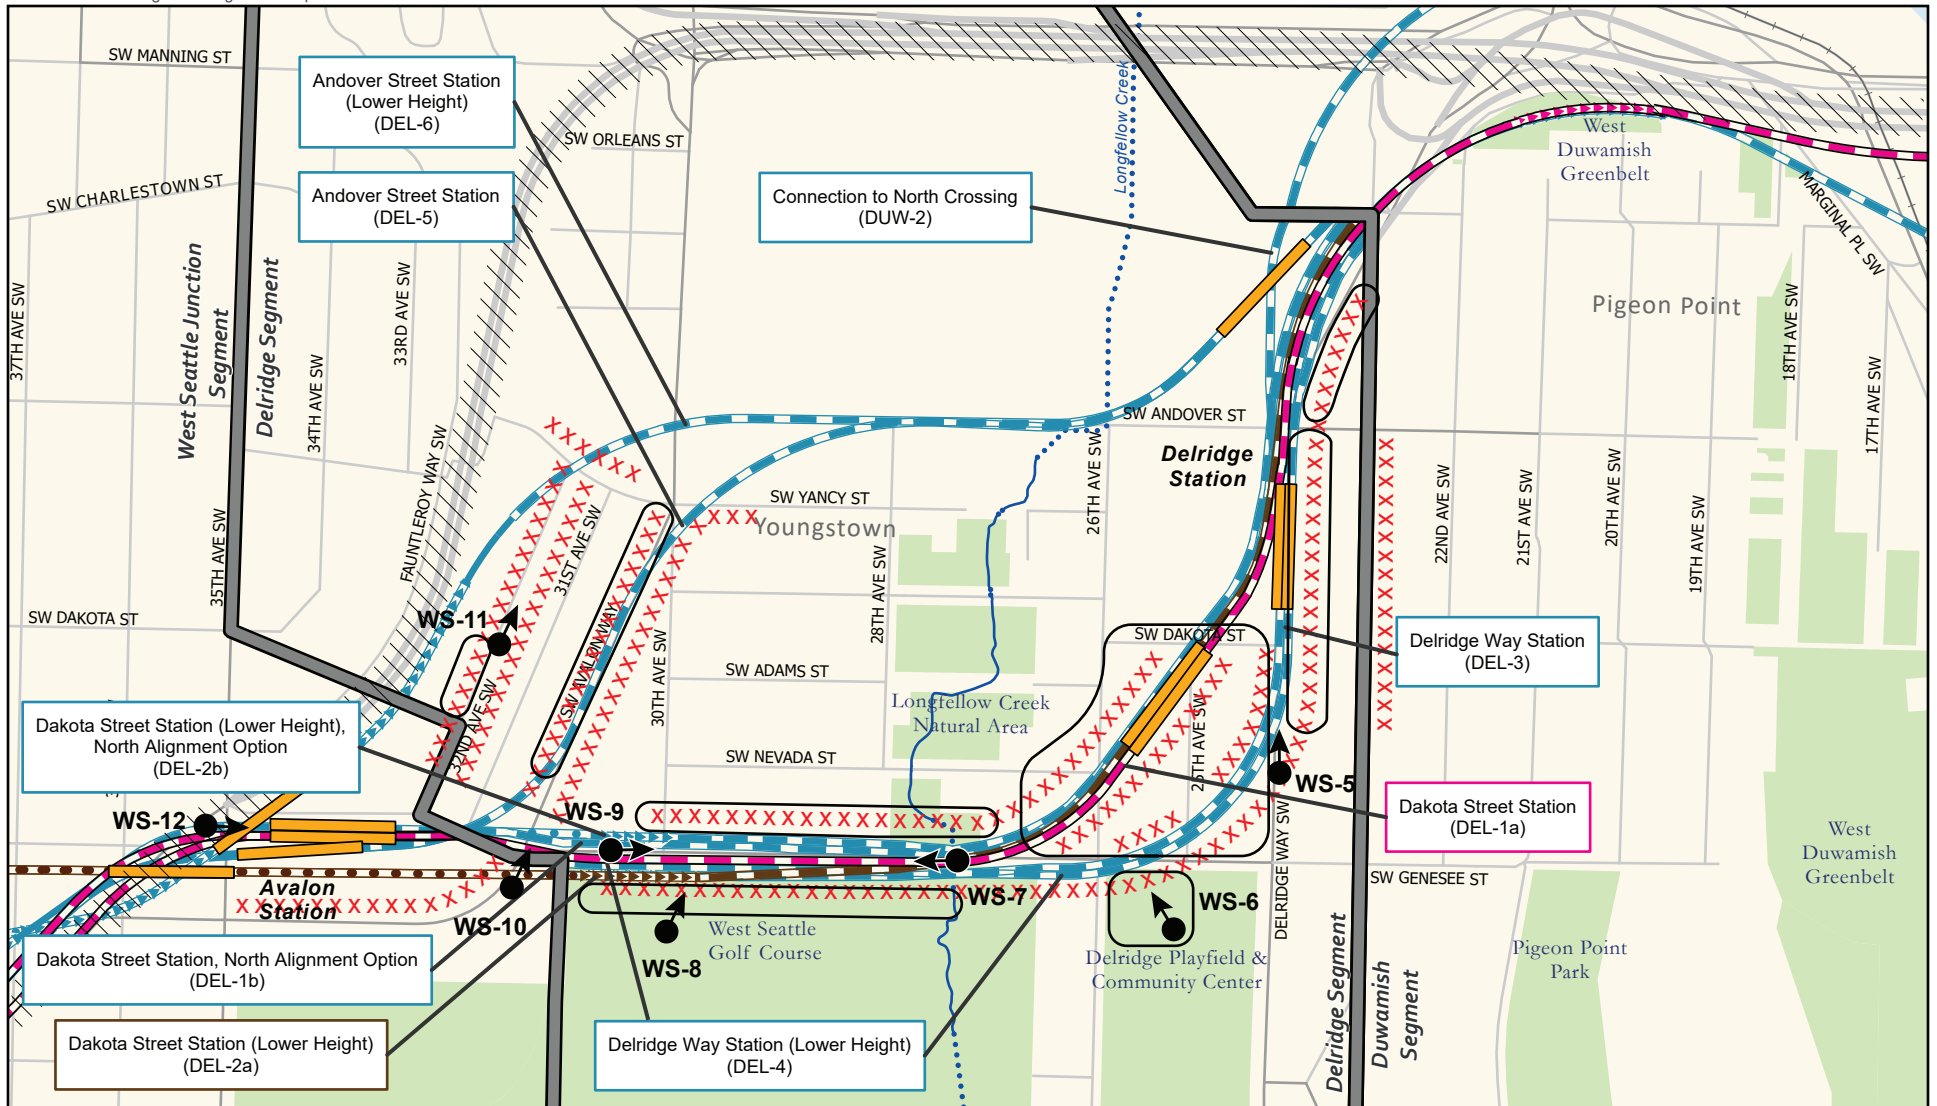 SW MANNING ST
Andover Street Station
(Lower Height)
(DEL-6)
SW ORLEANS ST
Longfellow Creek
West
Duwamish
Greenbelt
SW CHARLESTOWN ST
Andover Street Station
(DEL-5)
Connection to North Crossing
(DUW-2)
MARGINAL PL SW
West Seattle Junction
Segment
Delridge Segment
37TH AVE SW
34TH AVE SW
33RD AVE SW
Pigeon Point
18TH AVE SW
17TH AVE SW
SW ANDOVER ST
Delridge
Station
FAUNTLEROY WAY SW
35TH AVE SW
31ST AVE SW
SW YANCY ST
Youngstown
26TH AVE SW
22ND AVE SW
21ST AVE SW
20TH AVE SW
19TH AVE SW
SW DAKOTA ST
WS-11
SW AVALON WAY
30TH AVE SW
28TH AVE SW
SW ADAMS ST
SW DAKOTA ST
Delridge Way Station
(DEL-3)
32ND AVE SW
Longfellow Creek
Natural Area
25TH AVE SW
Dakota Street Station (Lower Height),
North Alignment Option
(DEL-2b)
SW NEVADA ST
WS-5
WS-12
WS-9
Dakota Street Station
(DEL-1a)
DELRIDGE WAY SW
West
Duwamish
Greenbelt
Avalon
Station
WS-10
WS-7
WS-6
SW GENESEE ST
WS-8
West Seattle
Golf Course
Delridge Playfield &
Community Center
Pigeon Point
Park
Dakota Street Station, North Alignment Option
(DEL-1b)
Dakota Street Station (Lower Height)
(DEL-2a)
Delridge Way Station (Lower Height)
(DEL-4)
Delridge Segment
Duwamish
Segment